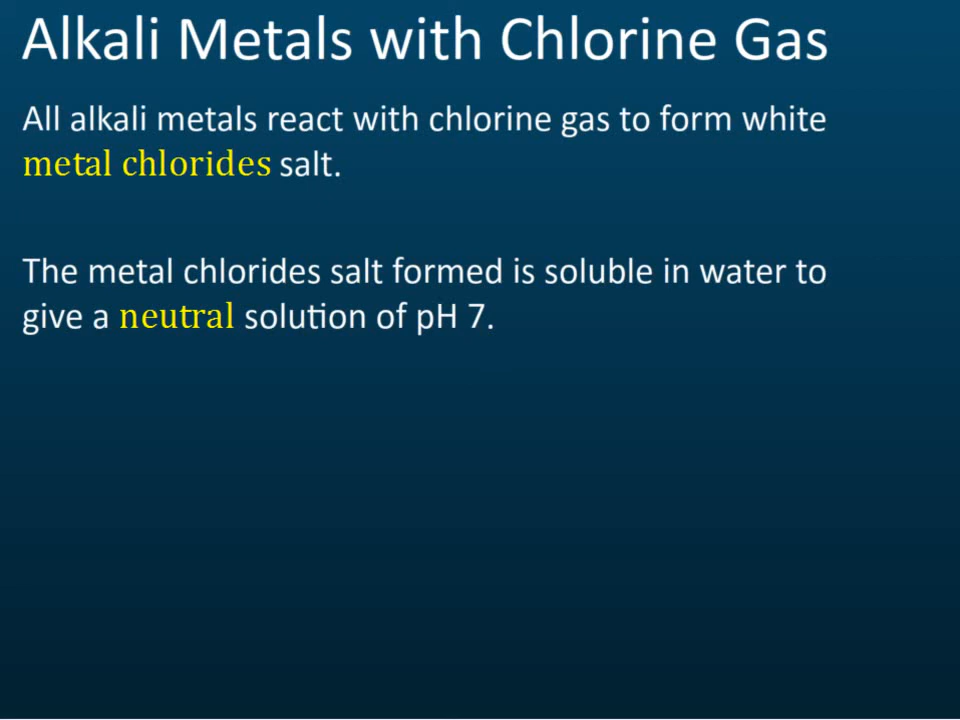 Alkali Metals with Chlorine Gas
All alkali metals react with chlorine gas to form white
metal chlorides salt.
The metal chlorides salt formed is soluble in water to
give a neutral solution of pH 7.